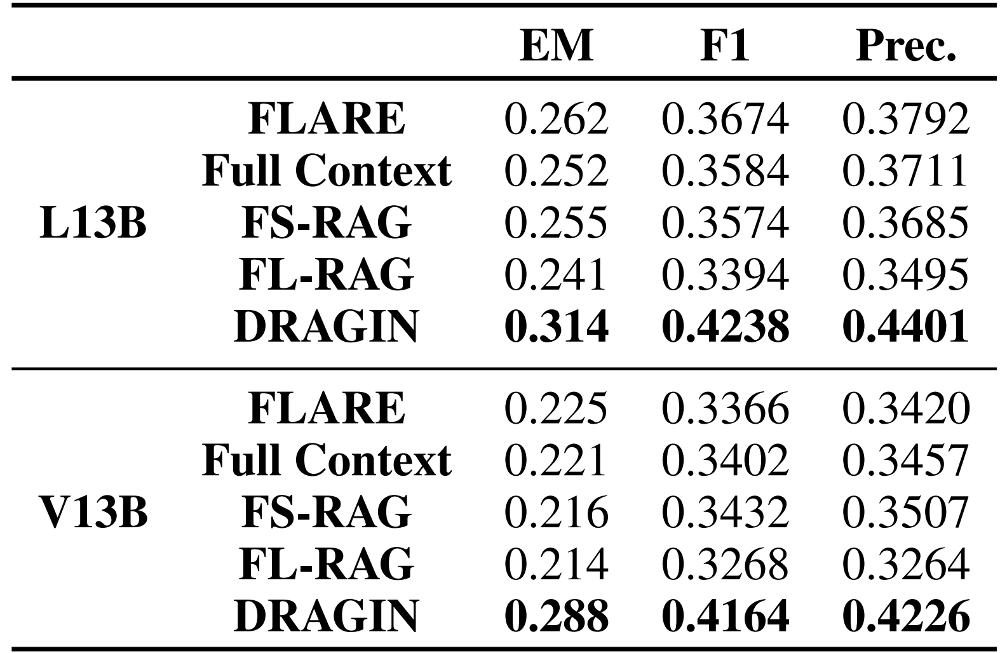 EM F1 Prec.
FLARE 0.262 0.3674 0.3792
Full Context 0.252 0.3584 0.3711
L13B FS-RAG 0.255 0.3574 0.3685
FL-RAG 0.241 0.3394 0.3495
DRAGIN 0.314 0.4238 0.4401
FLARE 0.225 0.3366 0.3420
Full Context 0.221 0.3402 0.3457
V13B FS-RAG 0.216 0.3432 0.3507
FL-RAG 0.214 0.3268 0.3264
DRAGIN 0.288 0.4164 0.4226